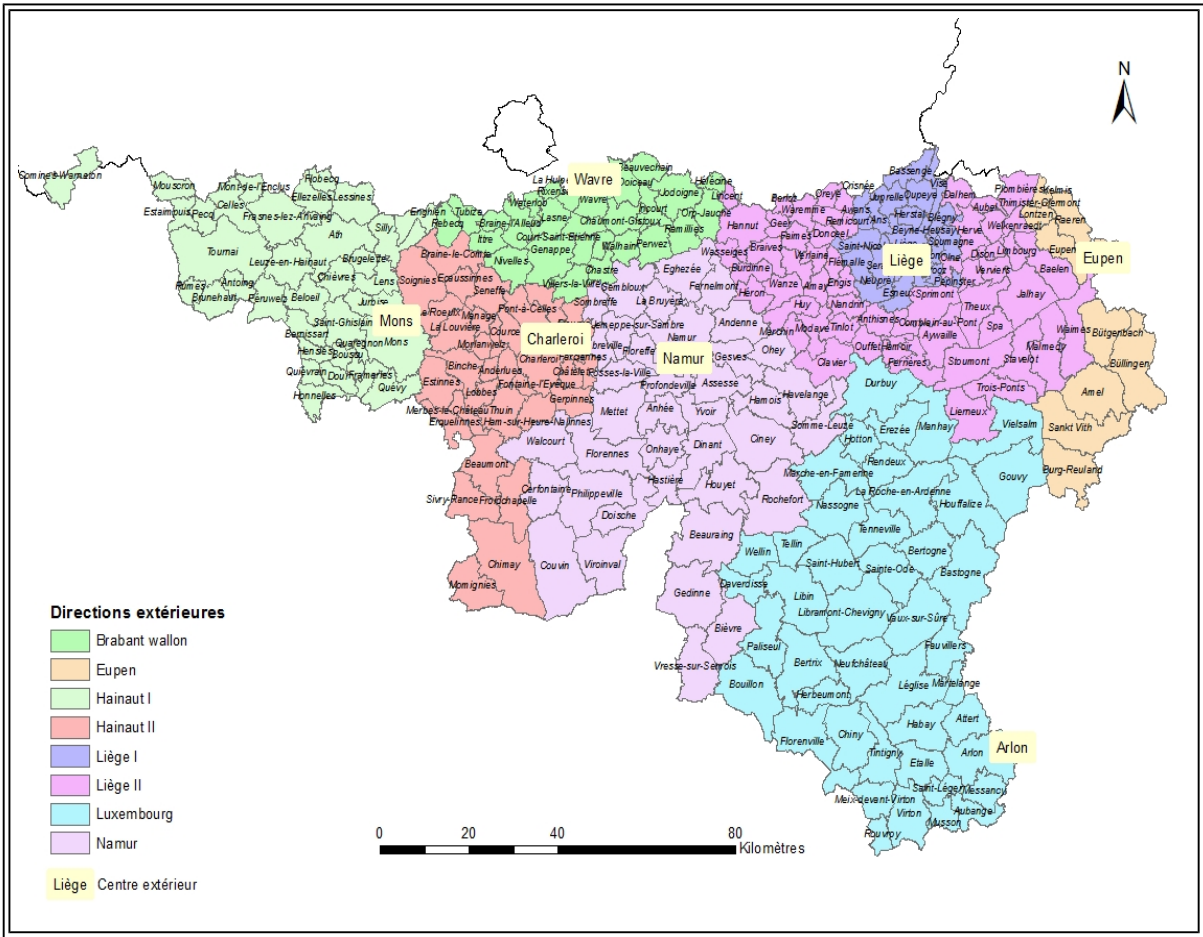 N
Comines-Warneton
Mouscron
Mont-de-l'Enclus
Flobecq
Ellezelles
Lessines
Estaimpuis
Pecq
Celles
Frasnes-lez-Anvaing
Ath
Silly
Enghien
Tournai
Leuze-en-Hainaut
Brugelette
Chièvres
Lens
Rumes
Brunehaut
Antoing
Péruwelz
Beloeil
Jurbise
Bernissart
Saint-Ghislain
Mons
Quaregnon
Mons
Hensies
Boussu
Quiévrain
Dour
Frameries
Honnelles
Quévy
Wavre
La Hulpe
Rixensart
Beauvechain
Hélécine
Waterloo
Wavre
Jodoigne
Tubize
Rebecq
Braine-l'Alleud
Lasne
Chaumont-Gistoux
Incourt
Orp-Jauche
Ittre
Court-Saint-Etienne
Ramillies
Genappe
Walhain
Perwez
Nivelles
Chastre
Villers-la-Ville
Braine-le-Comte
Soignies
Ecaussinnes
Seneffe
Le Roeulx
Manage
Pont-à-Celles
La Louvière
Morlanwelz
Charleroi
Charleroi
Farciennes
Binche
Anderlues
Châtelet
Estinnes
Fontaine-l'Evêque
Lobbes
Gerpinnes
Merbes-le-Château
Thuin
Erquelinnes
Ham-sur-Heure-Nalinnes
Beaumont
Sivry-Rance
Froidchapelle
Chimay
Momignies
Eghezée
Gembloux
Fernelmont
Sombreffe
La Bruyère
Jemeppe-sur-Sambre
Andenne
Namur
Namur
Floreffe
Gesves
Ohey
Fosses-la-Ville
Profondeville
Assesse
Havelange
Mettet
Anhée
Yvoir
Hamois
Somme-Leuze
Walcourt
Florennes
Onhaye
Dinant
Ciney
Hastière
Cerfontaine
Philippeville
Houyet
Rochefort
Doische
Couvin
Viroinval
Beauraing
Gedinne
Bièvre
Vresse-sur-Semois
Lincent
Hannut
Berloz
Waremme
Oreye
Crisnée
Geer
Remicourt
Faimes
Donceel
Wasseiges
Braives
Verlaine
Burdinne
Wanze
Amay
Engis
Héron
Huy
Nandrin
Marchin
Modave
Tinlot
Anthisnes
Comblain-au-Pont
Clavier
Ouffet
Hamoir
Ferrières
Aywaille
Sprimont
Bassenge
Juprelle
Oupeye
Visé
Dalhem
Awans
Ans
Herstal
Blégny
Saint-Nicolas
Beyne-Heusay
Herve
Soumagne
Liège
Flémalle
Olne
Neupré
Esneux
Pepinster
Aubel
Plombières
Kelmis
Thimister-Clermont
Lontzen
Welkenraedt
Raeren
Eupen
Eupen
Dison
Limbourg
Verviers
Baelen
Theux
Jalhay
Spa
Waimes
Malmedy
Stavelot
Stoumont
Trois-Ponts
Lierneux
Bütgenbach
Büllingen
Amel
Sankt Vith
Burg-Reuland
Durbuy
Hotton
Erezée
Manhay
Vielsalm
Rendeux
Gouvy
Marche-en-Famenne
La Roche-en-Ardenne
Nassogne
Houffalize
Tenneville
Wellin
Tellin
Saint-Hubert
Bertogne
Sainte-Ode
Bastogne
Daverdisse
Libin
Libramont-Chevigny
Vaux-sur-Sûre
Paliseul
Bertrix
Neufchâteau
Fauvillers
Bouillon
Herbeumont
Léglise
Martelange
Florenville
Chiny
Habay
Attert
Tintigny
Etalle
Arlon
Arlon
Saint-Léger
Messancy
Meix-devant-Virton
Virton
Aubange
Musson
Rouvroy
Directions extérieures
Brabant wallon
Eupen
Hainaut I
Hainaut II
Liège I
Liège II
Luxembourg
Namur
Liège Centre extérieur
0 20 40 80
Kilomètres